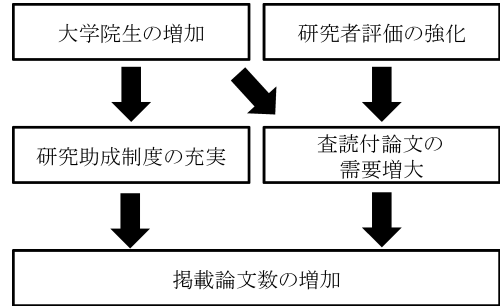 大学院生の増加
研究者評価の強化
研究助成制度の充実
査読付論文の
需要増大
掲載論文数の増加